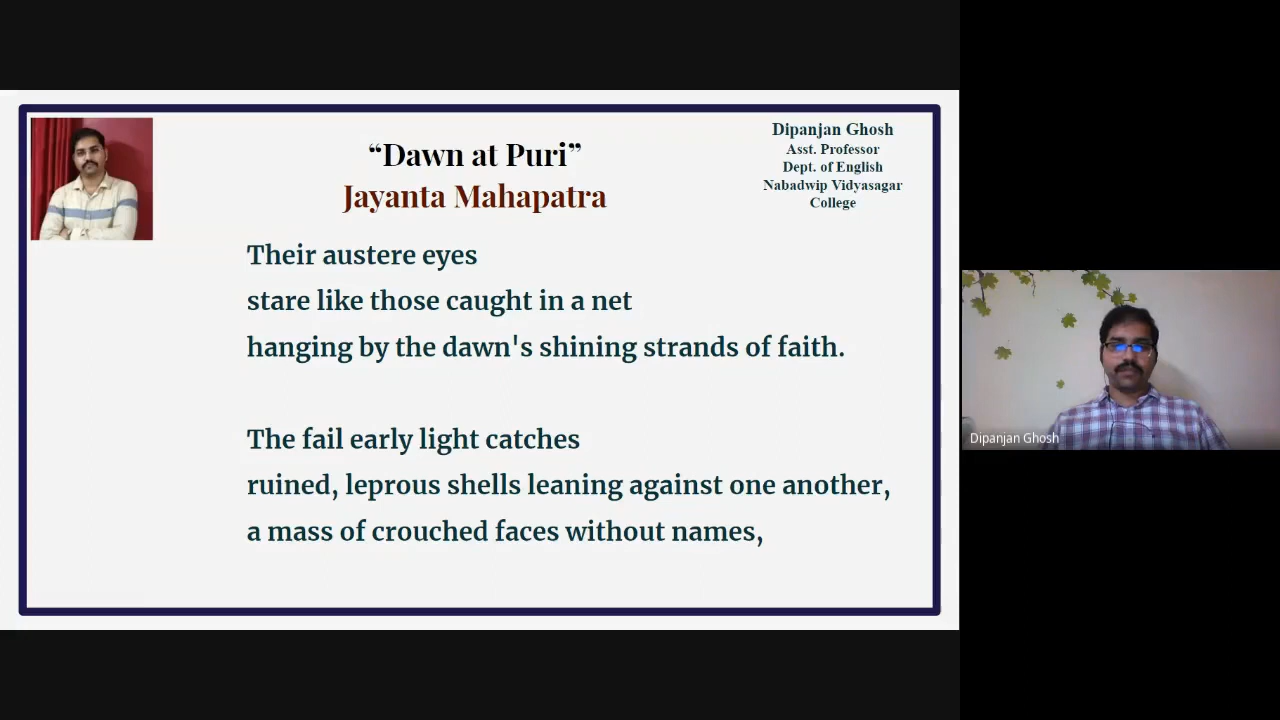 “Dawn at Puri”
Jayanta Mahapatra
Dipanjan Ghosh
Asst. Professor
Dept. of English
Nabadwip Vidyasagar
College
Their austere eyes
stare like those caught in a net
hanging by the dawn's shining strands of faith.
The fail early light catches
ruined, leprous shells leaning against one another,
a mass of crouched faces without names,
Dipanjan Ghosh